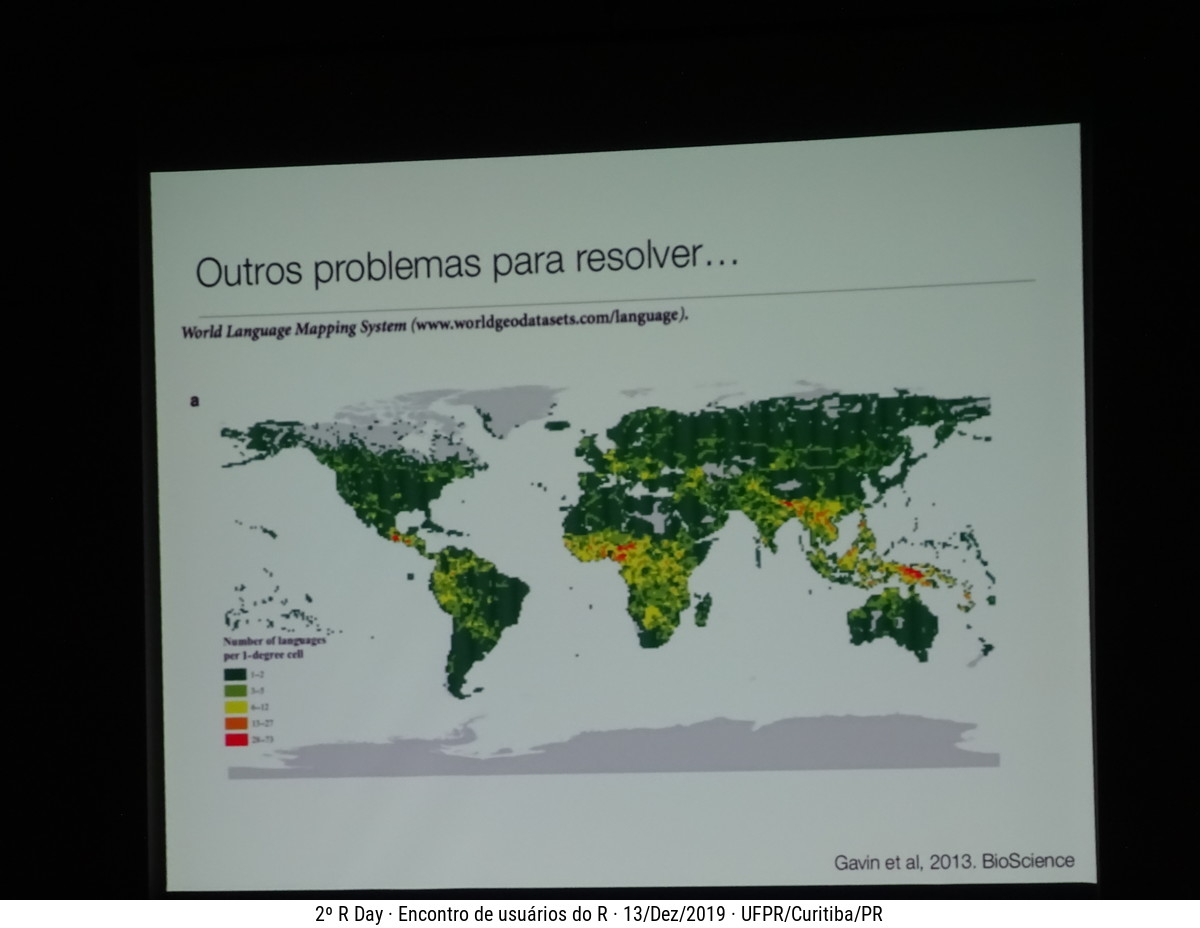 Outros problemas para resolver...
World Language Mapping System (www.worldgeodatasets.com/language).
a
Number of languages
per 1-degree cell
1–2
3–5
6–12
13–27
28–73
Gavin et al, 2013. BioScience
2º R Day · Encontro de usuários do R · 13/Dez/2019 · UFPR/Curitiba/PR